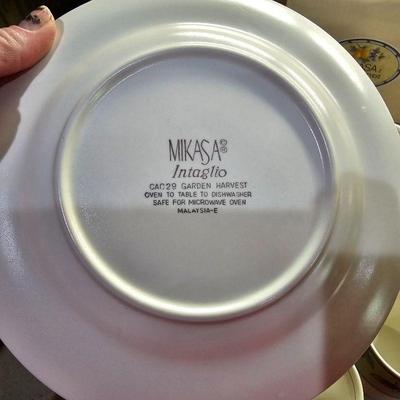 MIKASA®
Intaglio
CAC29 GARDEN HARVEST
OVEN TO TABLE TO DISHWASHER
SAFE FOR MICROWAVE OVEN
MALAYSIA-E